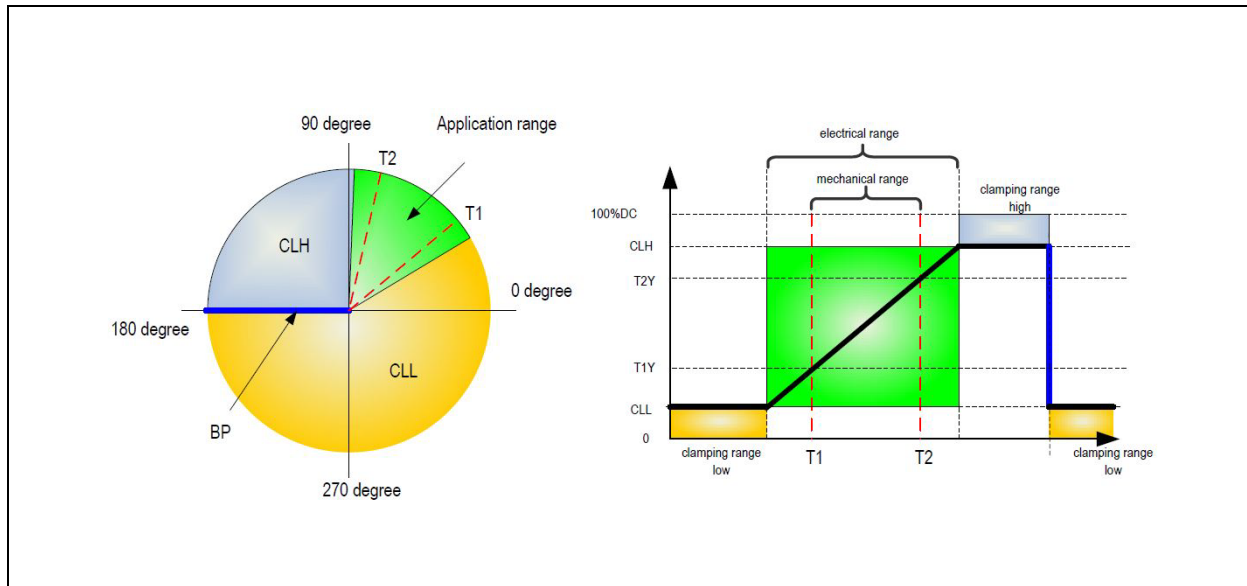 90 degree
Application range
T2
T1
CLH
0 degree
180 degree
CLL
BP
270 degree
electrical range
mechanical range
clamping range
high
100%DC
CLH
T2Y
T1Y
CLL
0
clamping range
low
T1
T2
clamping range
low